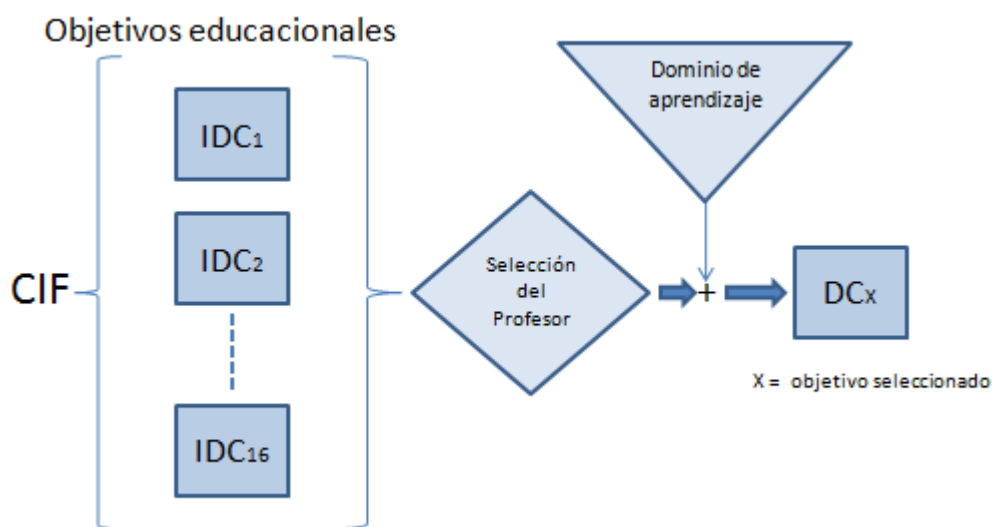 Objetivos educacionales
CIF
IDC₁
IDC₂
IDC₁₆
Selección
del
Profesor
Dominio de
aprendizaje
+
DCx
X = objetivo seleccionado